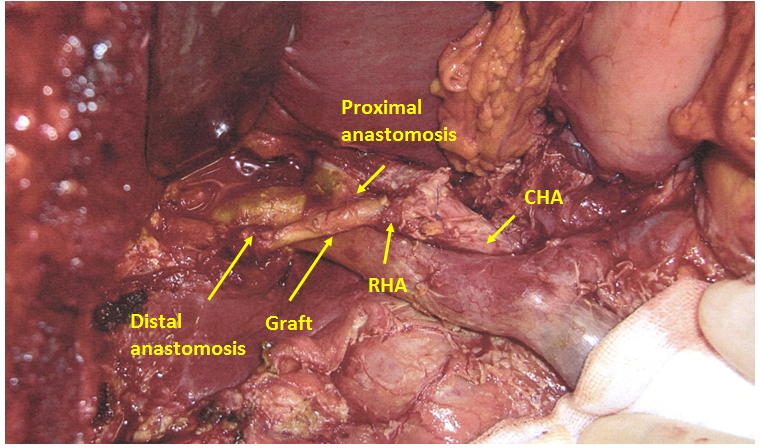 Proximal
anastomosis
CHA
RHA
Graft
Distal
anastomosis